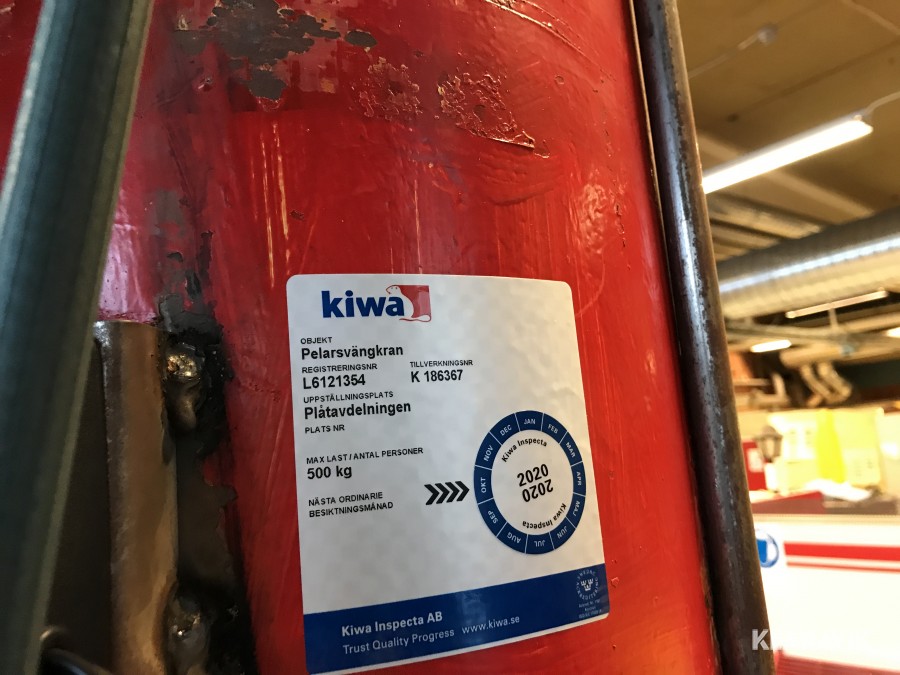 kiwa
OBJEKT
Pelarsvängkran
REGISTRERINGSNR TILLVERKNINGSNR
L6121354 K 186367
UPPSTÄLLNINGSPLATS
Plåtavdelningen
PLATS NR
MAX LAST / ANTAL PERSONER
500 kg
NÄSTA ORDINARIE
BESIKTNINGSMÅNAD
JAN FEB MAR APR MAJ JUN JUL AUG SEP OKT NOV DEC
Kiwa Inspecta
2020
2020
Kiwa Inspecta
Kiwa Inspecta AB
Trust Quality Progress www.kiwa.se